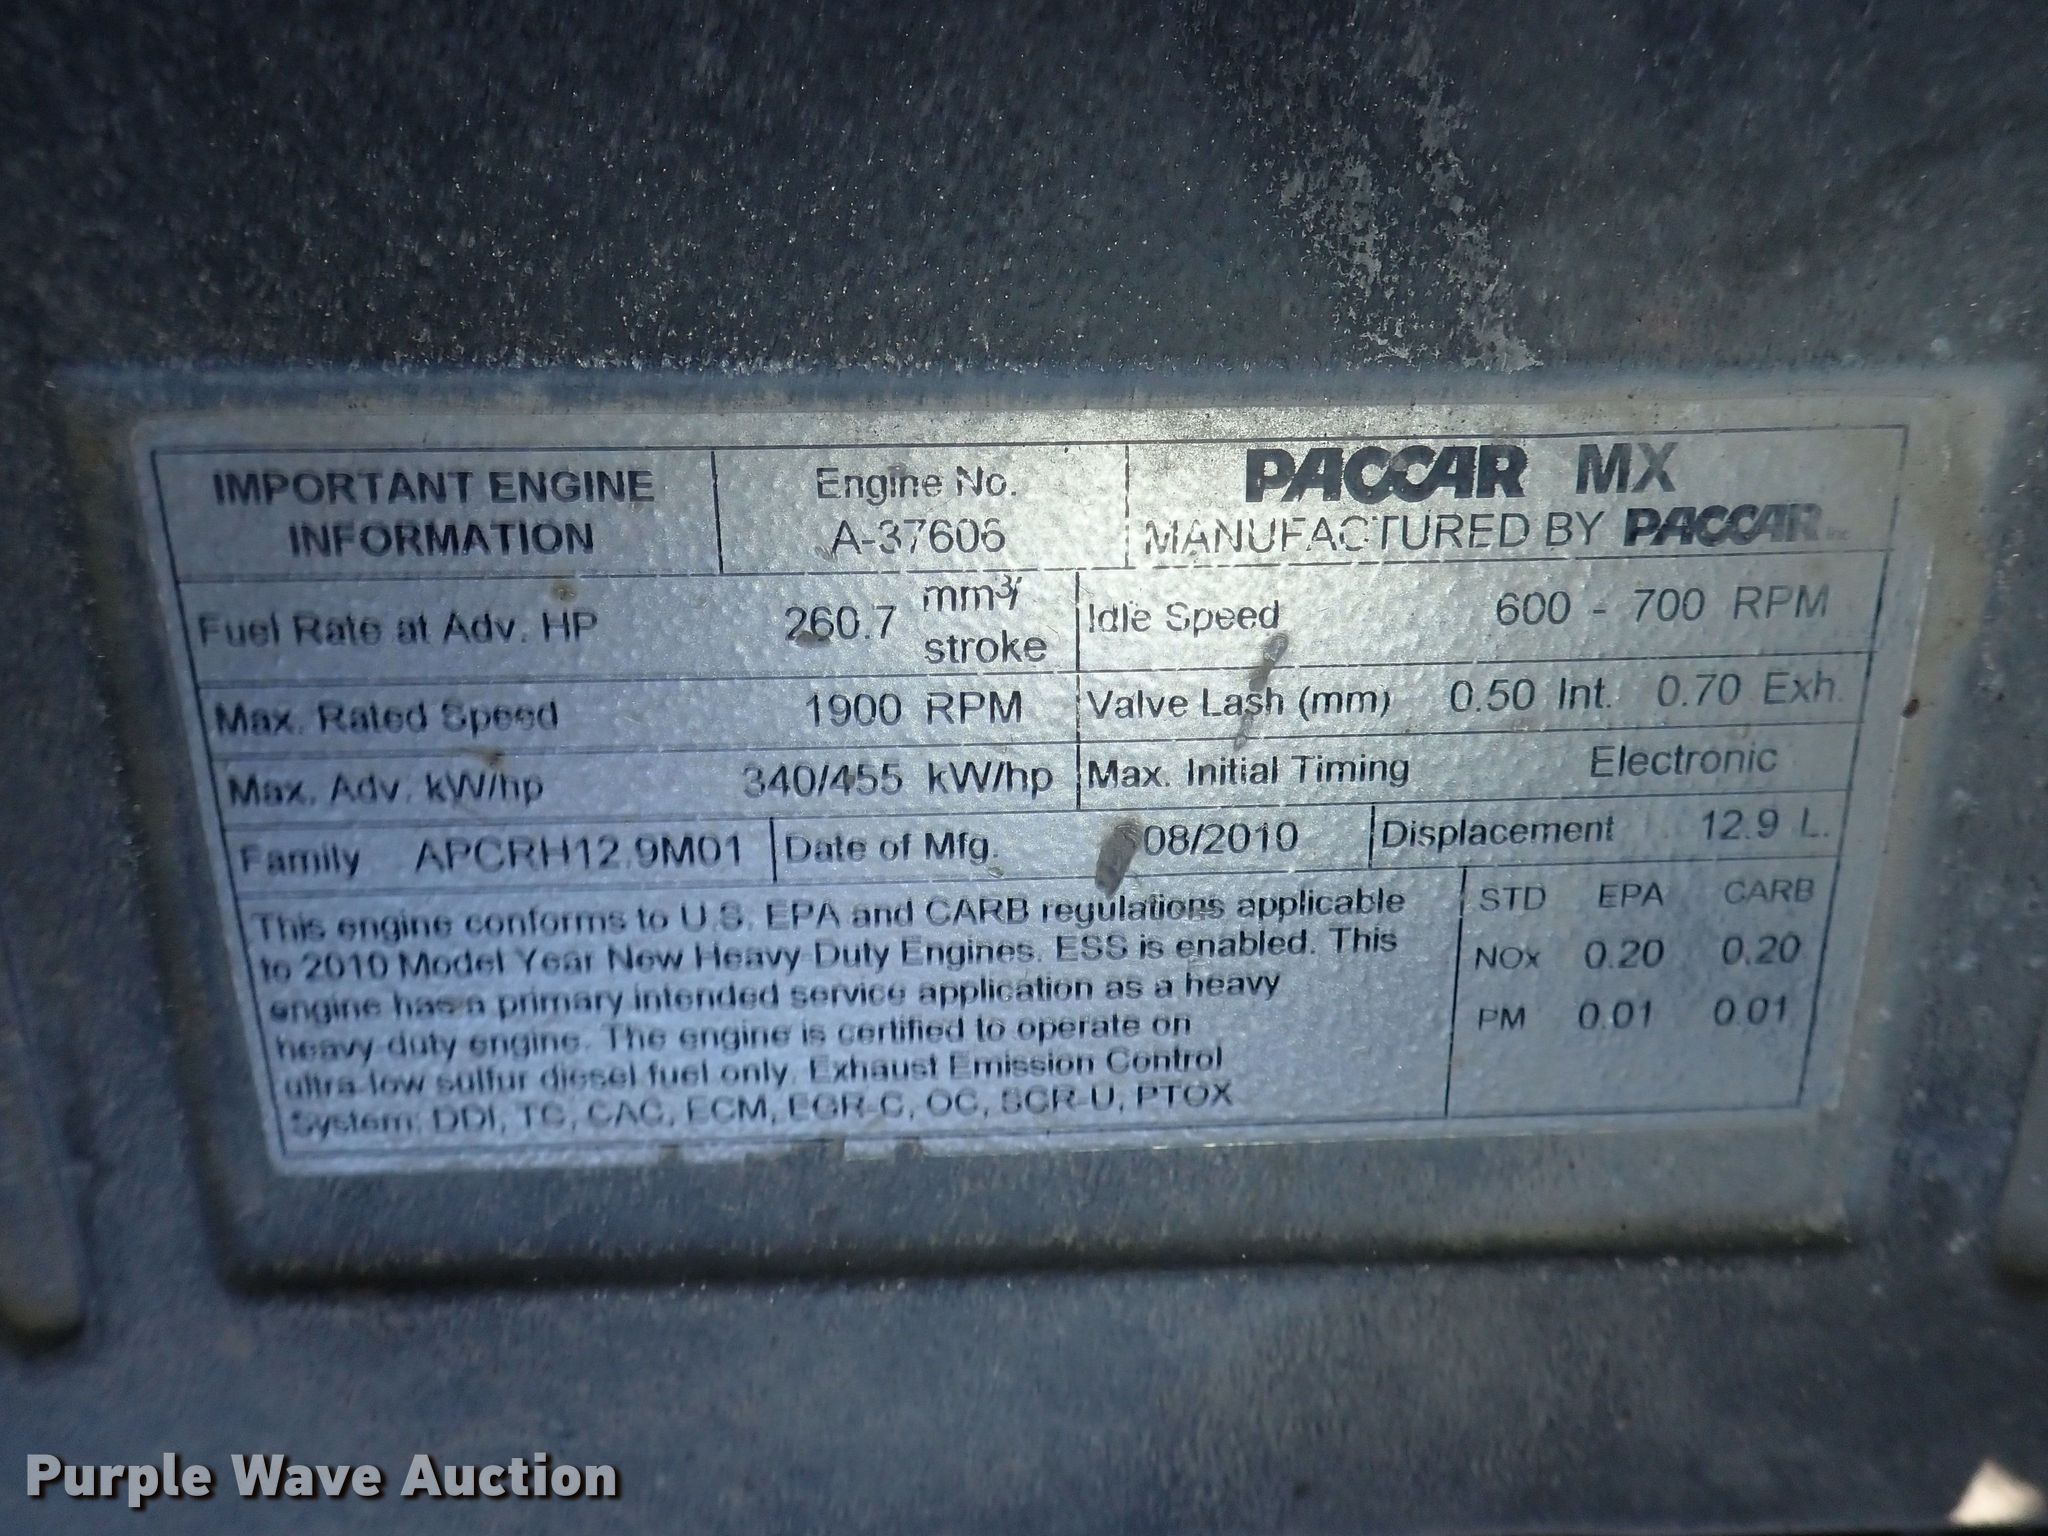 IMPORTANT ENGINE
INFORMATION
Engine No.
A-37606
PACCAR MX
MANUFACTURED BY PACCAR Inc
Fuel Rate at Adv. HP 260.7 mm3/
stroke
Idle Speed 600 - 700 RPM
Max. Rated Speed 1900 RPM
Valve Lash (mm) 0.50 Int. 0.70 Exh.
Max. Adv. kW/hp 340/455 kW/hp
Max. Initial Timing Electronic
Family APCRH12.9M01
Date of Mfg. 08/2010
Displacement 12.9 L.
This engine conforms to U.S. EPA and CARB regulations applicable
to 2010 Model Year New Heavy Duty Engines. ESS is enabled. This
engine has a primary intended service application as a heavy
heavy-duty engine. The engine is certified to operate on
ultra-low sulfur diesel fuel only. Exhaust Emission Control
System: DDI, TC, CAC, ECM, EGR-C, OC, SCR-U, PTOX
STD EPA CARB
NOx 0.20 0.20
PM 0.01 0.01
Purple Wave Auction